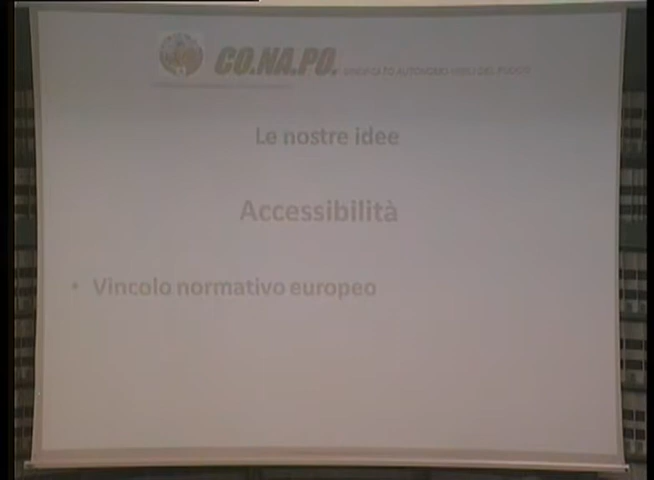 CO.NA.PO. SINDACATO AUTONOMO VIGILI DEL FUOCO
Le nostre idee
Accessibilità
• Vincolo normativo europeo